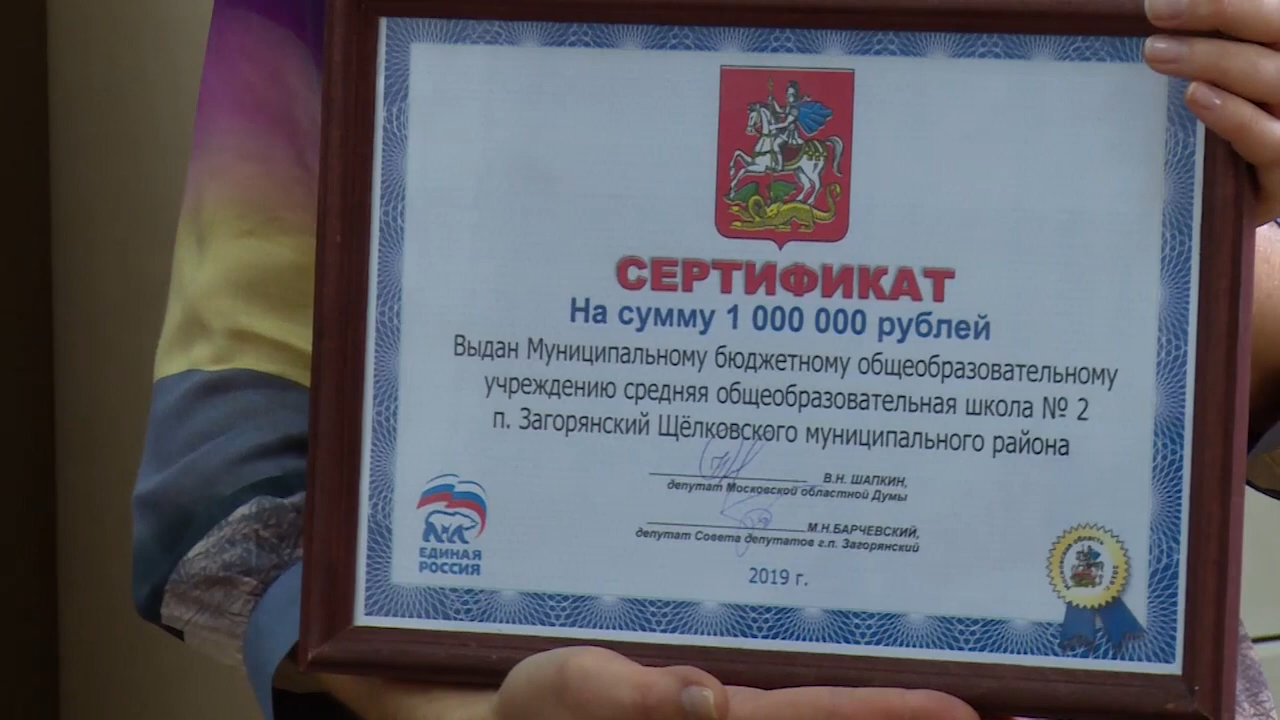 СЕРТИФИКАТ
На сумму 1 000 000 рублей
Выдан Муниципальному бюджетному общеобразовательному
учреждению средняя общеобразовательная школа № 2
п. Загорянский Щёлковского муниципального района
В.Н. ШАПКИН,
депутат Московской областной Думы
М.Н.БАРЧЕВСКИЙ,
депутат Совета депутатов г.п. Загорянский
2019 г.
ЕДИНАЯ
РОССИЯ